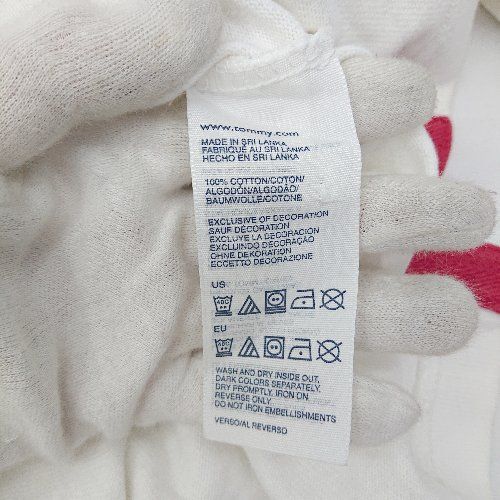 www.tommy.com
MADE IN SRI LANKA
FABRIQUÉ AU SRI LANKA
HECHO EN SRI LANKA
100% COTTON/COTON/
ALGODÓN/ALGODÃO/
BAUMWOLLE/COTONE
EXCLUSIVE OF DECORATION
SAUF DÉCORATION
EXCLUYE LA DECORACION
EXCLUINDO DECORAÇÃO
OHNE DEKORATION
ECCETTO DECORAZIONE
US
EU
WASH AND DRY INSIDE OUT,
DARK COLORS SEPARATELY,
DRY PROMPTLY, IRON ON
REVERSE ONLY.
DO NOT IRON EMBELLISHMENTS
VERSO/AL REVERSO